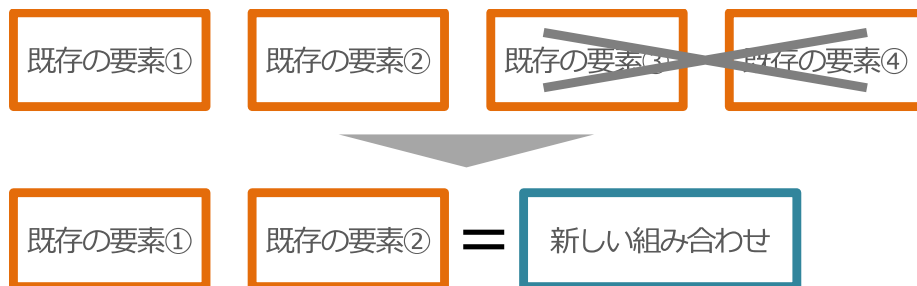 既存の要素①
既存の要素②
既存の要素③
既存の要素④
既存の要素①
既存の要素②
=
新しい組み合わせ